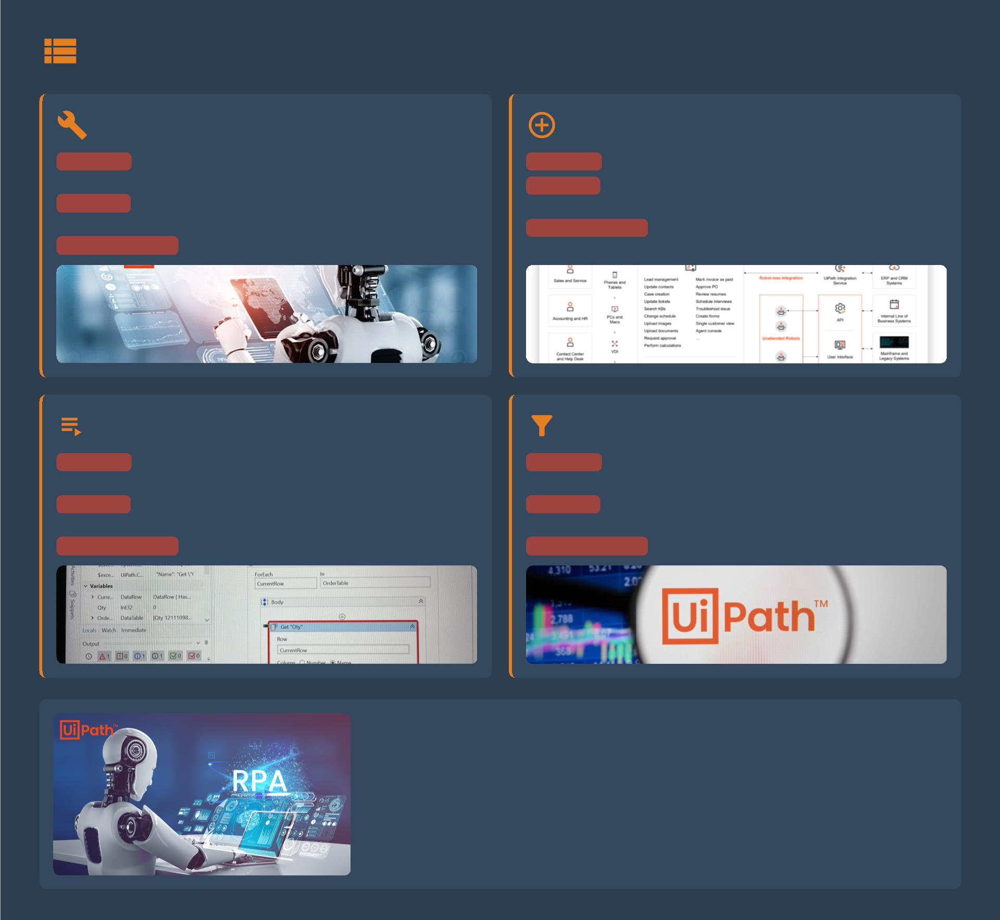 Sales and Service
Accounting and HR
Contact Center
and Help Desk
Phones and
Tablets
PCs and
Macs
VDI
Lead management
Update contacts
Case creation
Update tickets
Search KBs
Change schedule
Upload images
Upload documents
Request approval
Perform calculations
Mark invoice as paid
Approve PO
Review resumes
Schedule interviews
Troubleshoot issue
Create forms
Single customer view
Agent console
...
Robot-less Integration
Unattended Robots
UiPath Integration
Service
API
User Interface
ERP and CRM
Systems
Internal Line of
Business Systems
Mainframe and
Legacy Systems
Activities
Snippets
$exce... UiPath.C... "Name": "Get \"(
Variables
Curre... DataRow DataRow { Has...
Qty Int32 0
Orde... DataTable [Qty 12111098...
Locals Watch Immediate
Output
1 0 1 1 0 0
ForEach In
CurrentRow OrderTable
Body
Get "Qty"
Row
CurrentRow
Column Number Name
4,310 53.21
2,788
368
UiPath™
UiPath™
RPA